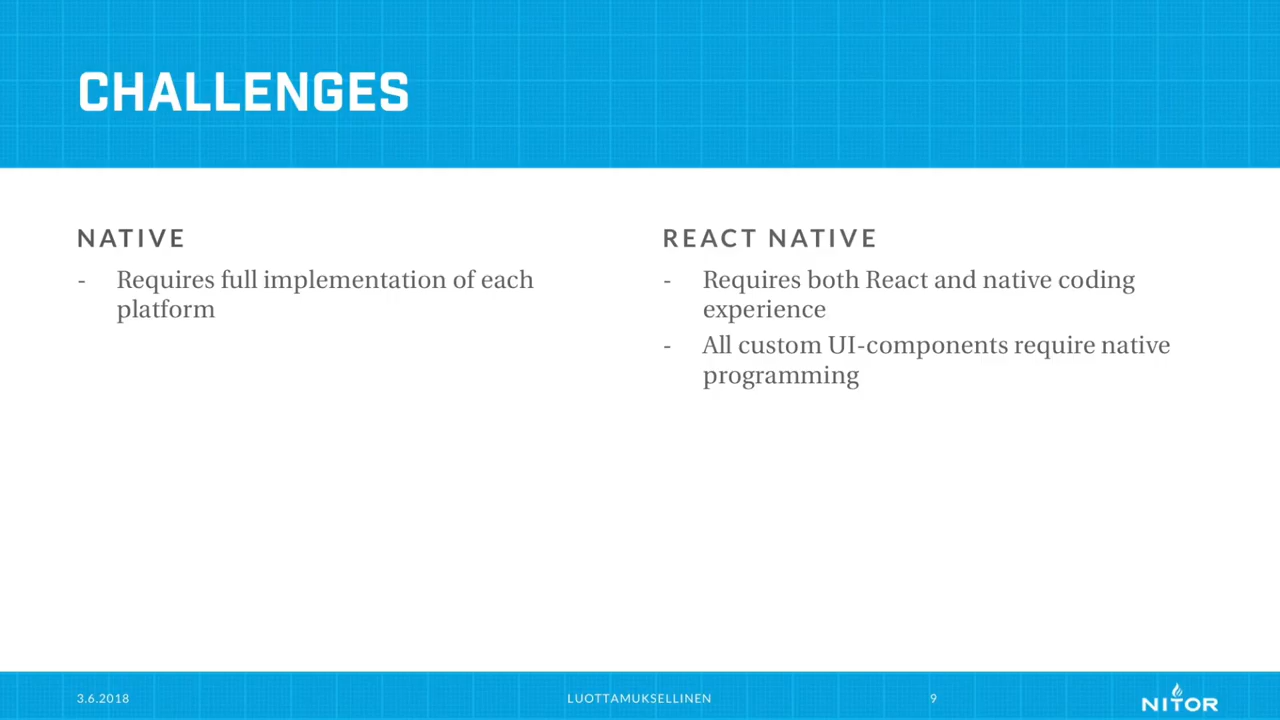 CHALLENGES
NATIVE
- Requires full implementation of each
platform
REACT NATIVE
- Requires both React and native coding
experience
- All custom UI-components require native
programming
3.6.2018
LUOTTAMUKSELLINEN
9
NITOR